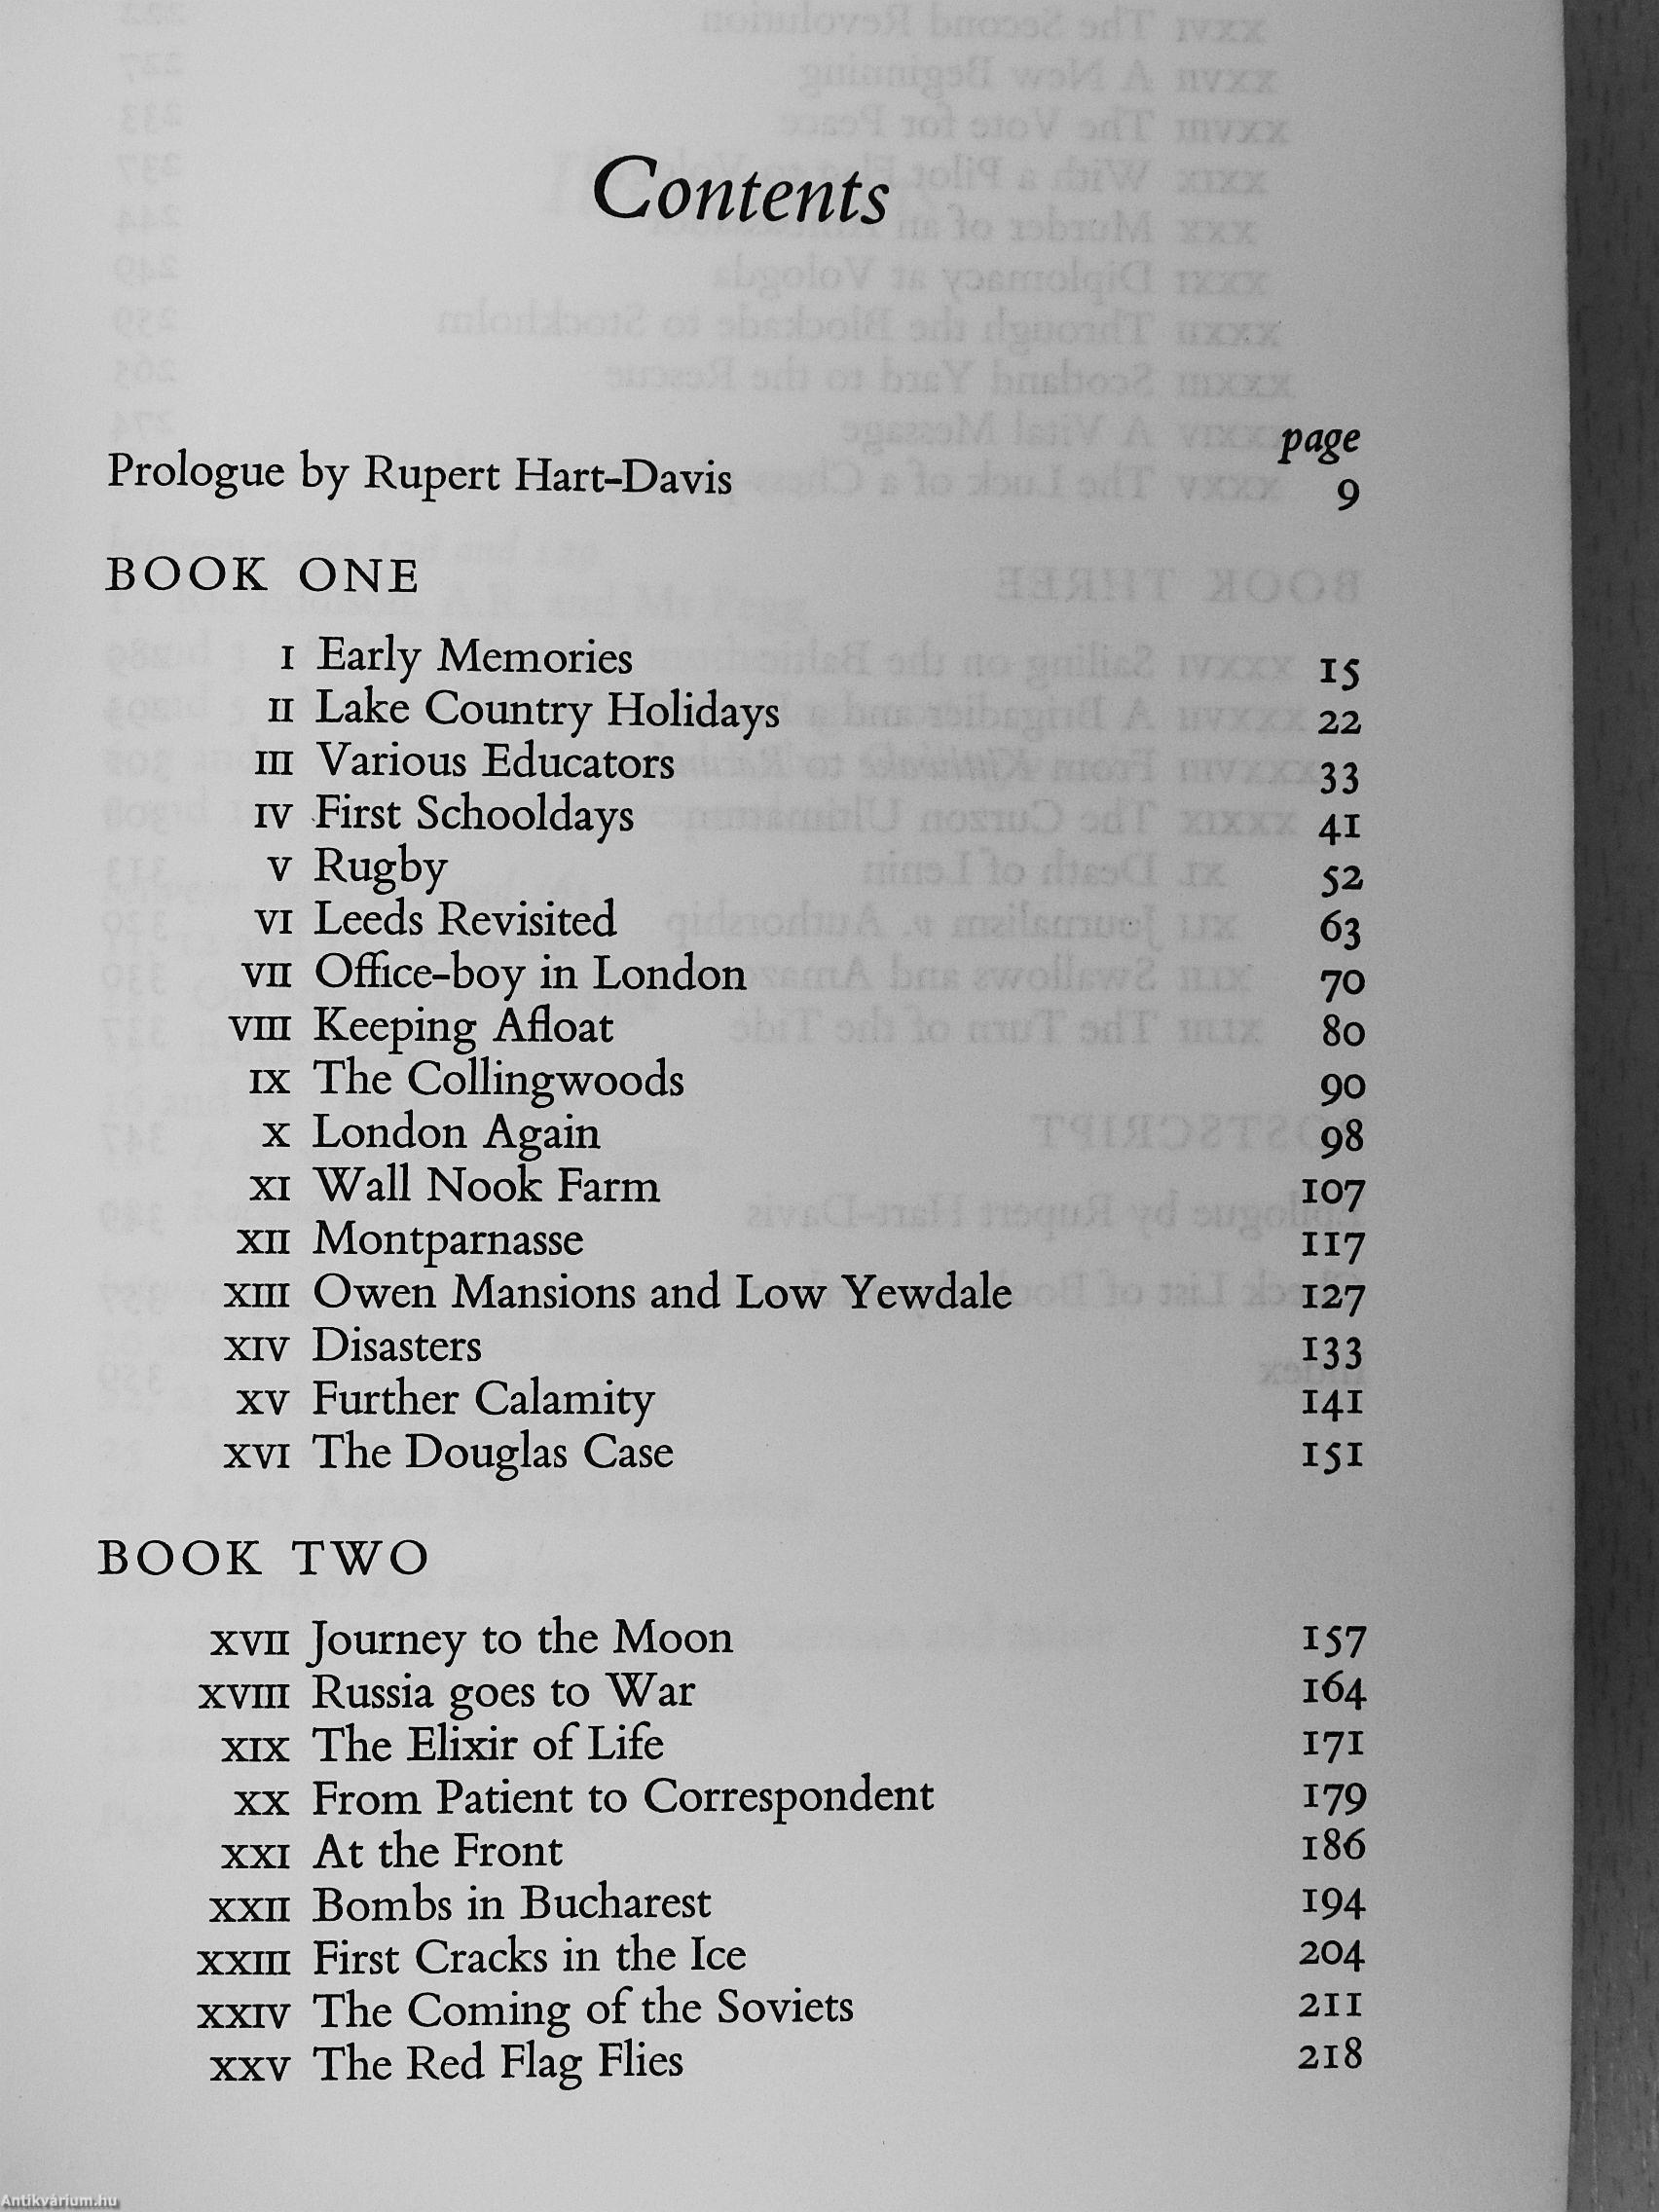 Contents
page
Prologue by Rupert Hart-Davis 9
BOOK ONE
I Early Memories 15
II Lake Country Holidays 22
III Various Educators 33
IV First Schooldays 41
V Rugby 52
VI Leeds Revisited 63
VII Office-boy in London 70
VIII Keeping Afloat 80
IX The Collingwoods 90
X London Again 98
XI Wall Nook Farm 107
XII Montparnasse 117
XIII Owen Mansions and Low Yewdale 127
XIV Disasters 133
XV Further Calamity 141
XVI The Douglas Case 151
BOOK TWO
XVII Journey to the Moon 157
XVIII Russia goes to War 164
XIX The Elixir of Life 171
XX From Patient to Correspondent 179
XXI At the Front 186
XXII Bombs in Bucharest 194
XXIII First Cracks in the Ice 204
XXIV The Coming of the Soviets 211
XXV The Red Flag Flies 218
Antikvárium.hu